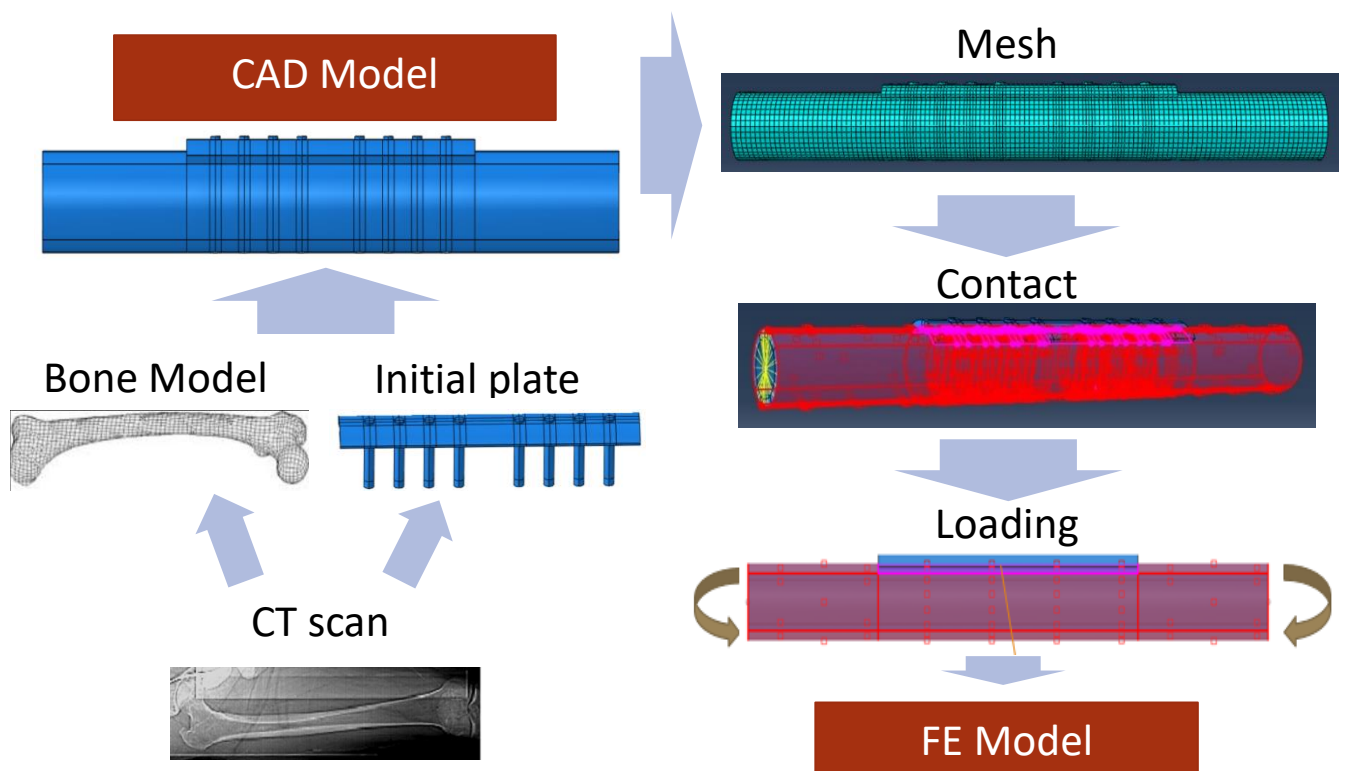 CAD Model
Bone Model
Initial plate
CT scan
Mesh
Contact
Loading
FE Model